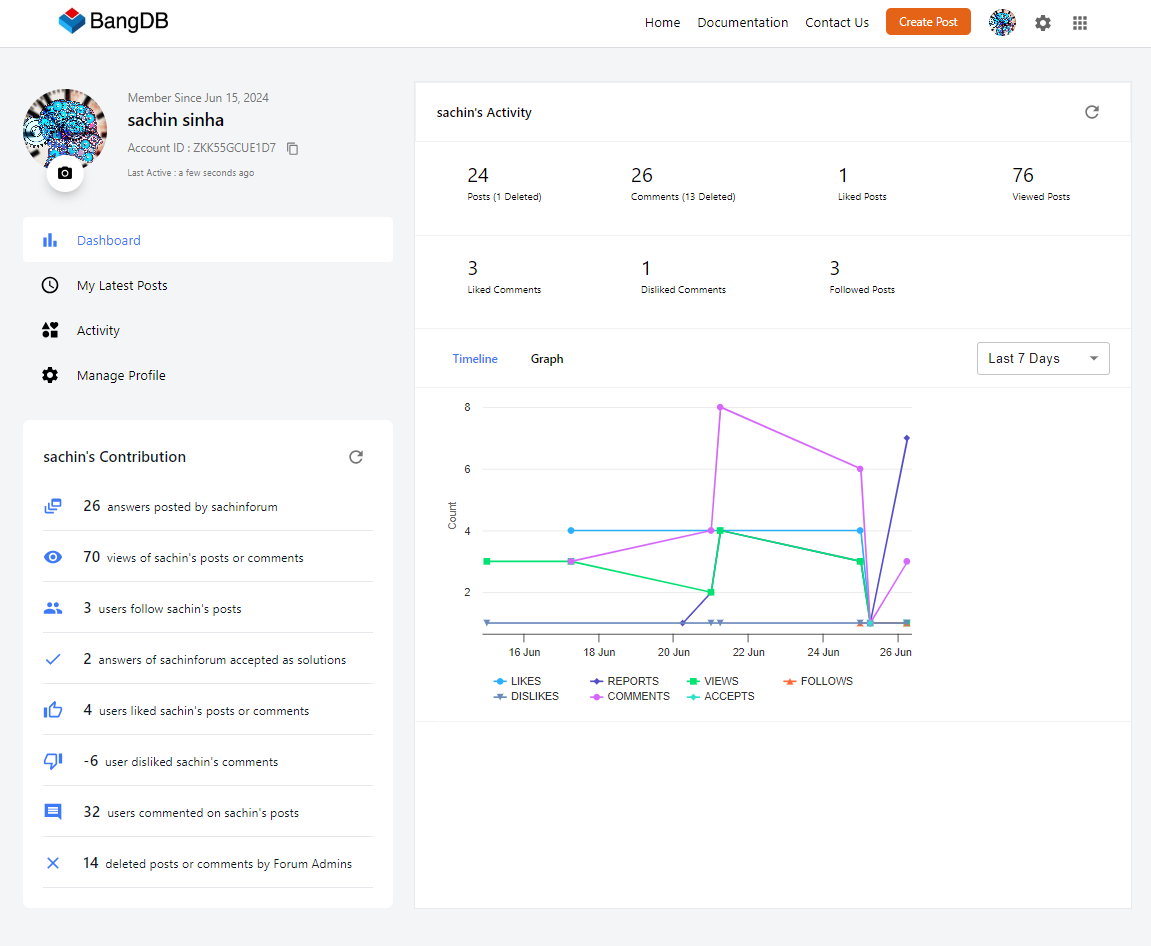 BangDB
Home Documentation Contact Us Create Post
Member Since Jun 15, 2024
sachin sinha
Account ID : ZKK55GCUE1D7
Last Active : a few seconds ago
Dashboard
My Latest Posts
Activity
Manage Profile
sachin's Contribution
26 answers posted by sachinforum
70 views of sachin's posts or comments
3 users follow sachin's posts
2 answers of sachinforum accepted as solutions
4 users liked sachin's posts or comments
-6 user disliked sachin's comments
32 users commented on sachin's posts
14 deleted posts or comments by Forum Admins
sachin's Activity
24 26 1 76
Posts (1 Deleted) Comments (13 Deleted) Liked Posts Viewed Posts
3 1 3
Liked Comments Disliked Comments Followed Posts
Timeline Graph Last 7 Days
8
6
4
2
Count
16 Jun 18 Jun 20 Jun 22 Jun 24 Jun 26 Jun
LIKES REPORTS VIEWS FOLLOWS
DISLIKES COMMENTS ACCEPTS